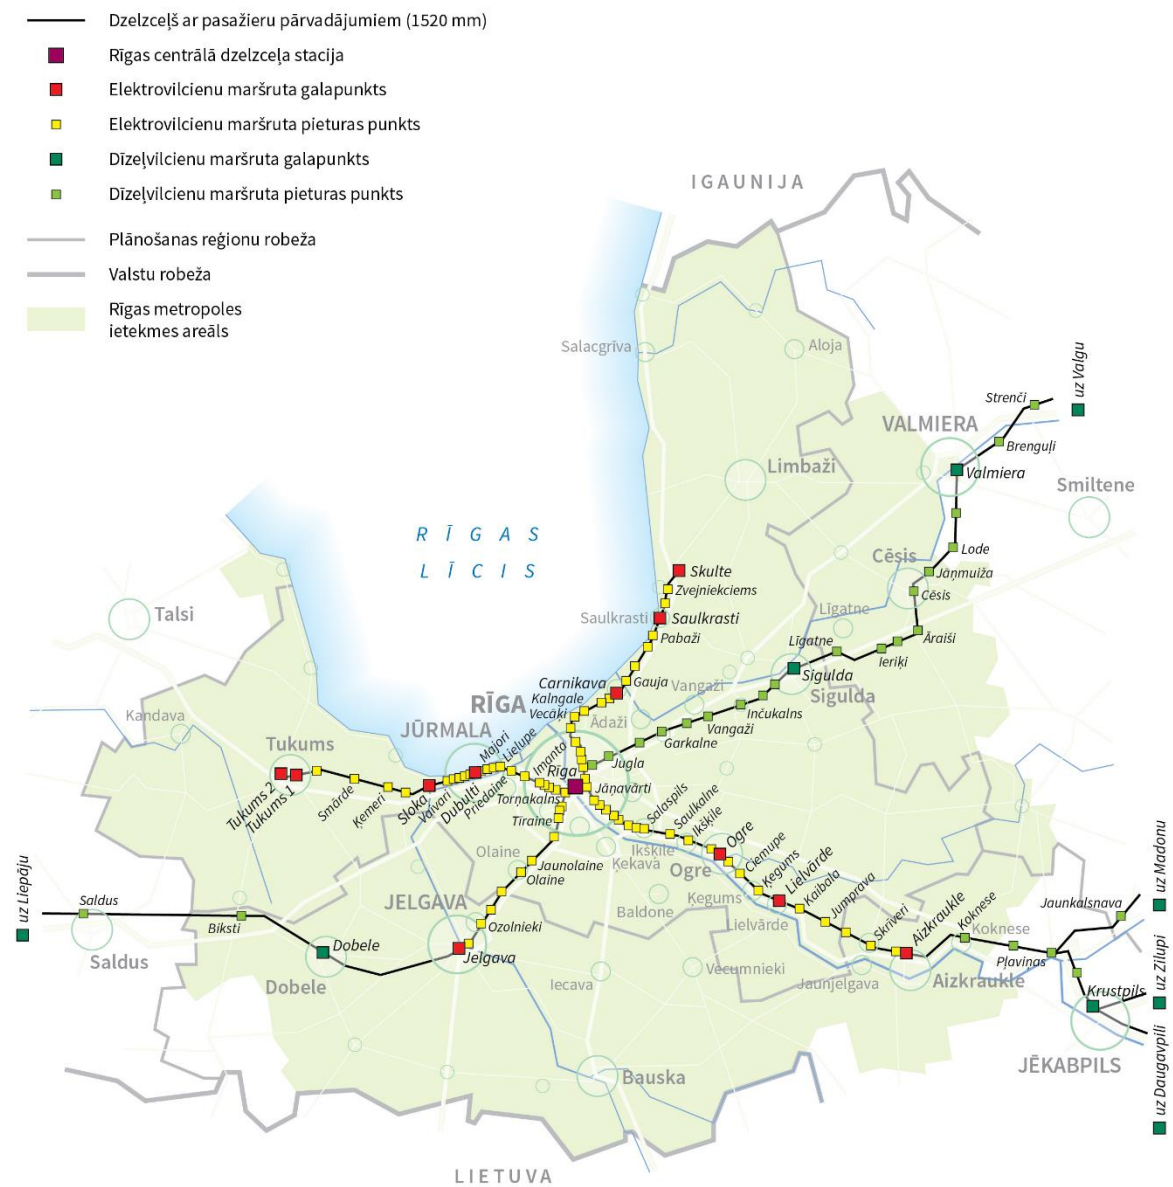 Dzelzceļš ar pasažieru pārvadājumiem (1520 mm)
Rīgas centrālā dzelzceļa stacija
Elektrovilcienu maršruta galapunkts
Elektrovilcienu maršruta pieturas punkts
Dīzeļvilcienu maršruta galapunkts
Dīzeļvilcienu maršruta pieturas punkts
Plānošanas reģionu robeža
Valstu robeža
Rīgas metropoles
ietekmes areāls
IGAUNIJA
Salacgrīva
Aloja
uz Valgu
Strenči
VALMIERA
Brenguļi
Limbaži
Valmiera
Smiltene
RĪGAS
LĪCIS
Lode
Cēsis
Jāņmuiža
Skulte
Zvejniekciems
Cēsis
Talsi
Saulkrasti
Saulkrasti
Līgatne
Pabaži
Līgatne
Āraiši
Ieriķi
Sigulda
Sigulda
Carnikava
Gauja
Vangaži
Kalngale
Vecāķi
RĪGA
Ādaži
Inčukalns
Vangaži
Garkalne
Kandava
JŪRMALA
Tukums
Majori
Lielupe
Imanta
Rīga
Jugla
Jāņavārti
Tukums 2
Tukums 1
Smārde
Ķemeri
Sloka
Vaivari
Dubulti
Priedaine
Torņakalns
Tīraine
Salaspils
Saulkalne
Ikšķile
Ikšķile
Ķekava
Ogre
Ogre
Ciemupe
Ķegums
Ķegums
Lielvārde
Lielvārde
Kaibala
Jumprava
Skrīveri
Aizkraukle
Koknese
Koknese
Olaine
Jaunolaine
Olaine
JELGAVA
Ozolnieki
Baldone
Jelgava
uz Liepāju
Saldus
Saldus
Biksti
Dobele
Dobele
Iecava
Vecumnieki
Jaunjelgava
Aizkraukle
Pļaviņas
Jaunkalsnava
uz Madonu
Krustpils
uz Zilupi
JĒKABPILS
uz Daugavpili
Bauska
LIETUVA